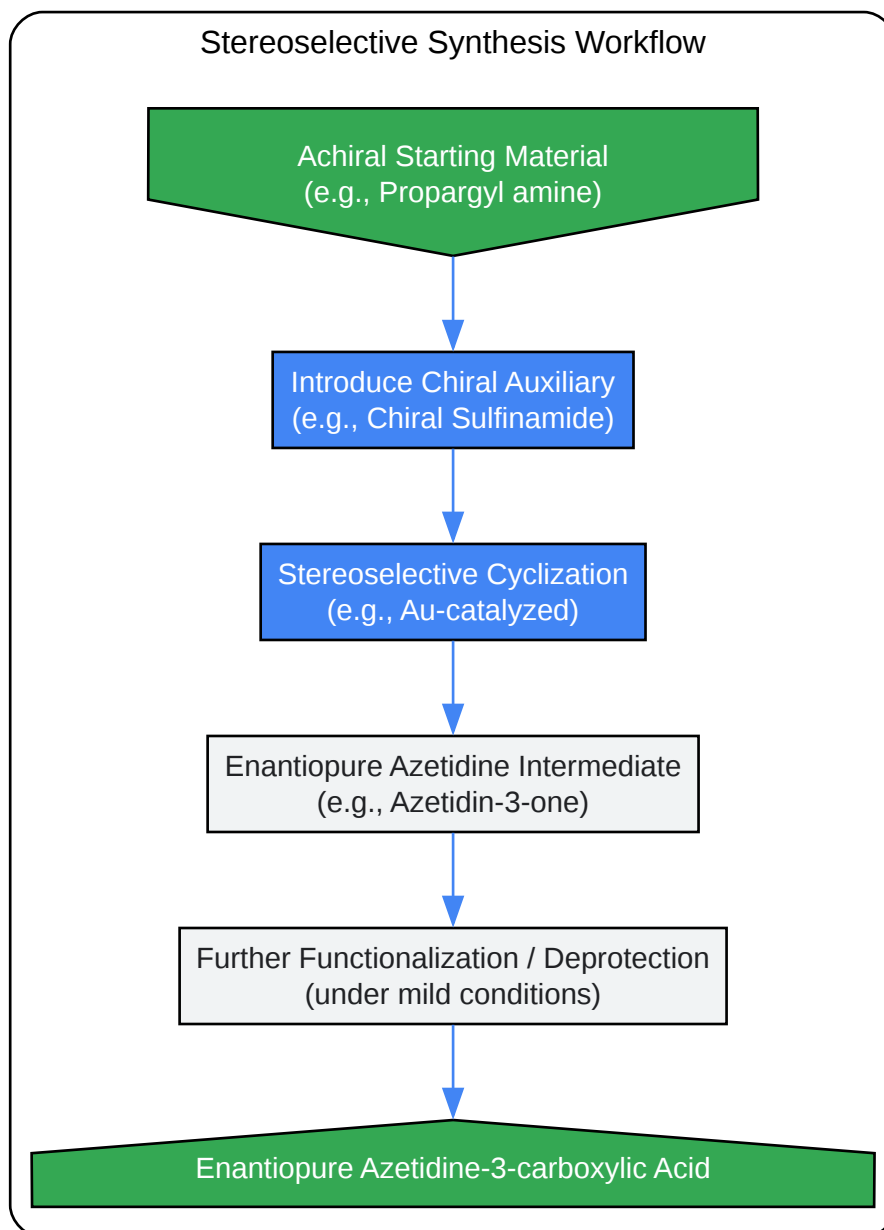 Stereoselective Synthesis Workflow
Achiral Starting Material
(e.g., Propargyl amine)
Introduce Chiral Auxiliary
(e.g., Chiral Sulfinamide)
Stereoselective Cyclization
(e.g., Au-catalyzed)
Enantiopure Azetidine Intermediate
(e.g., Azetidin-3-one)
Further Functionalization / Deprotection
(under mild conditions)
Enantiopure Azetidine-3-carboxylic Acid